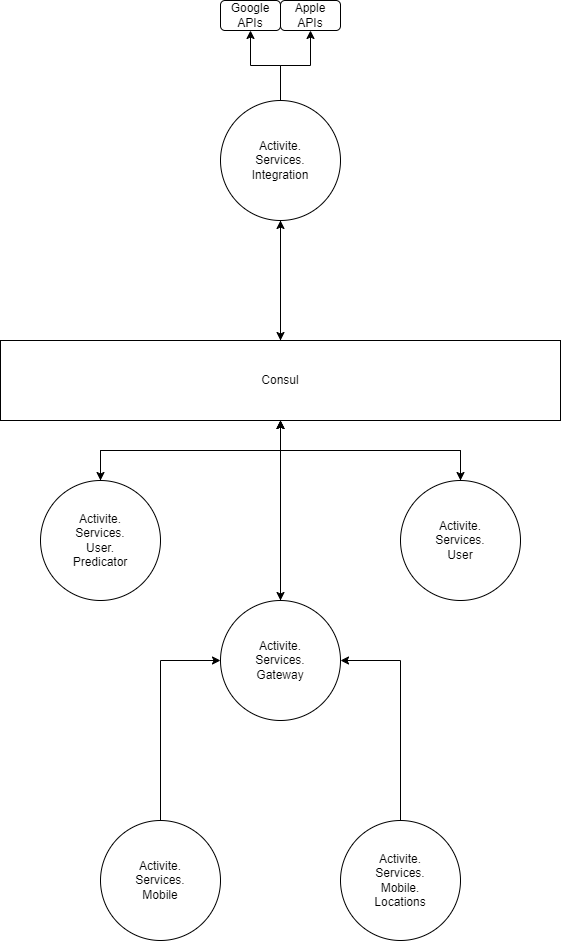 Google
APIs
Apple
APIs
Activite.
Services.
Integration
Consul
Activite.
Services.
User.
Predicator
Activite.
Services.
User
Activite.
Services.
Gateway
Activite.
Services.
Mobile
Activite.
Services.
Mobile.
Locations